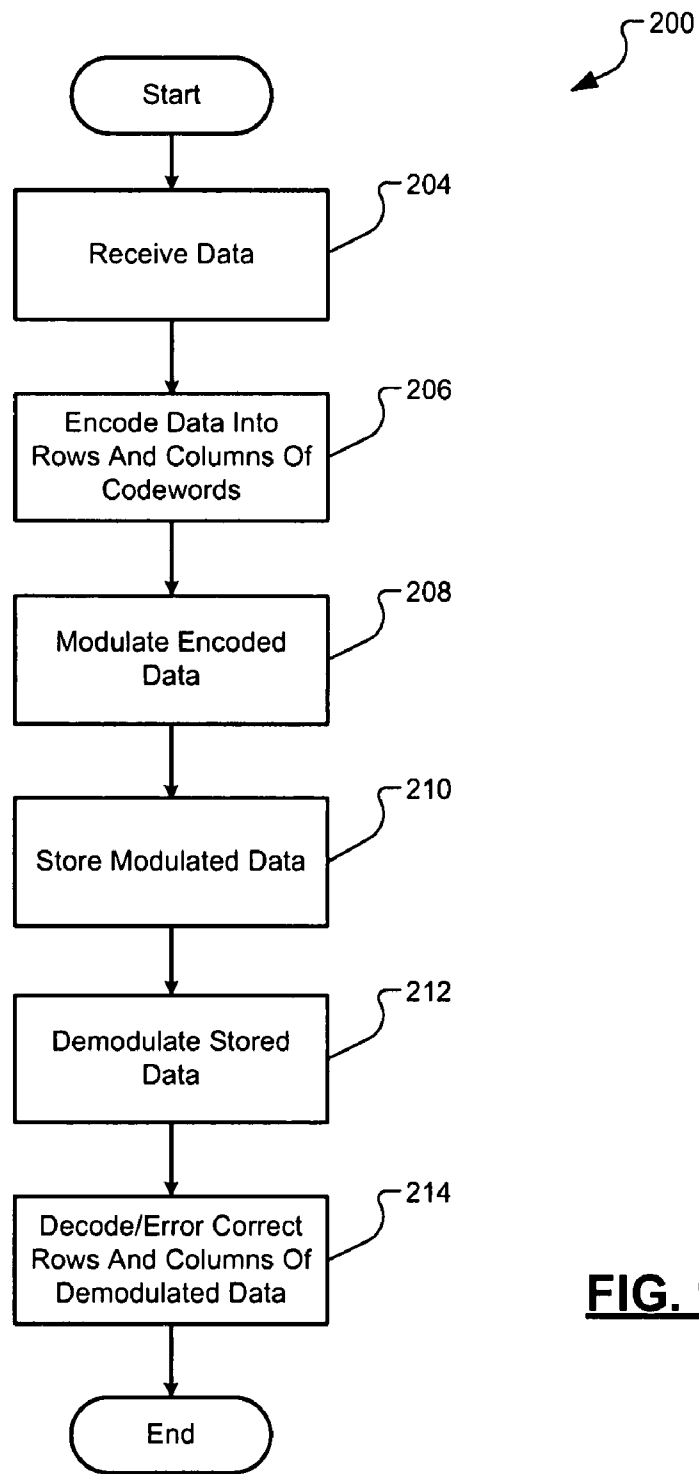 200
Start
204
Receive Data
206
Encode Data Into
Rows And Columns Of
Codewords
208
Modulate Encoded
Data
210
Store Modulated Data
212
Demodulate Stored
Data
214
Decode/Error Correct
Rows And Columns Of
Demodulated Data
FIG.
End